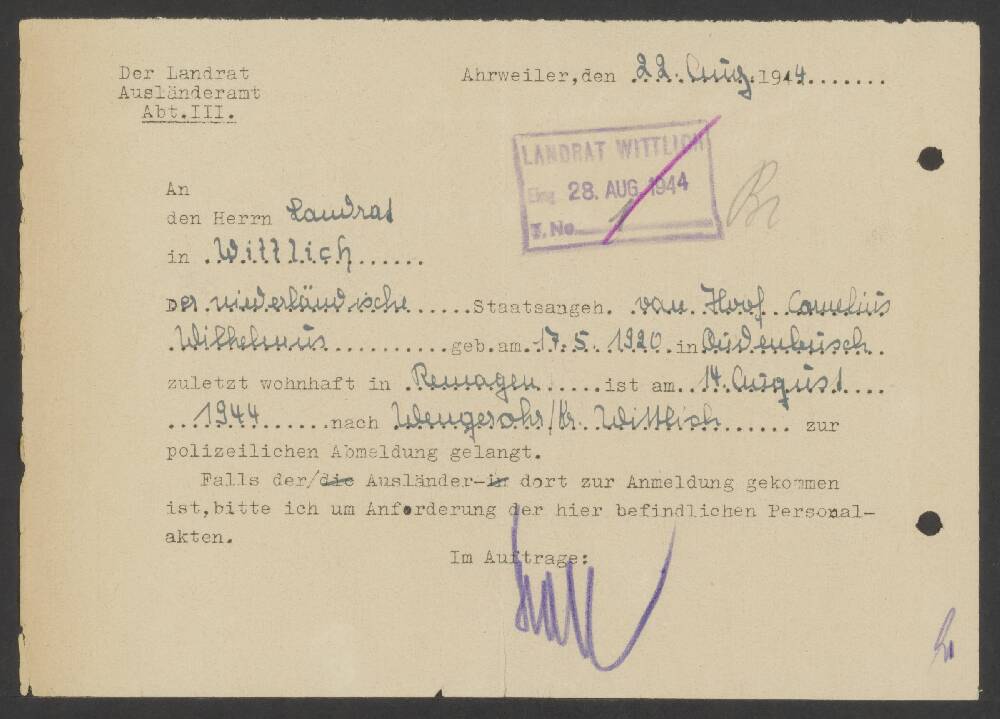 Der Landrat
Ausländeramt
Abt.III.
Ahrweiler,den 22. Aug. 1944
LANDRAT WITTLICH
Eing. 28. AUG. 1944
T. No.
An
den Herrn Landrat
in Wittlich
Der niederländische Staatsangeh. van Hoof Cornelius
Wilhelmus geb.am 17.5.1920 in Oudenbusch
zuletzt wohnhaft in Remagen ist am 14. August
1944 nach Wengerohr/Kr. Wittlich zur
polizeilichen Abmeldung gelangt.
Falls der/die Ausländer-in dort zur Anmeldung gekommen
ist,bitte ich um Anforderung der hier befindlichen Personal-
akten.
Im Auftrage: